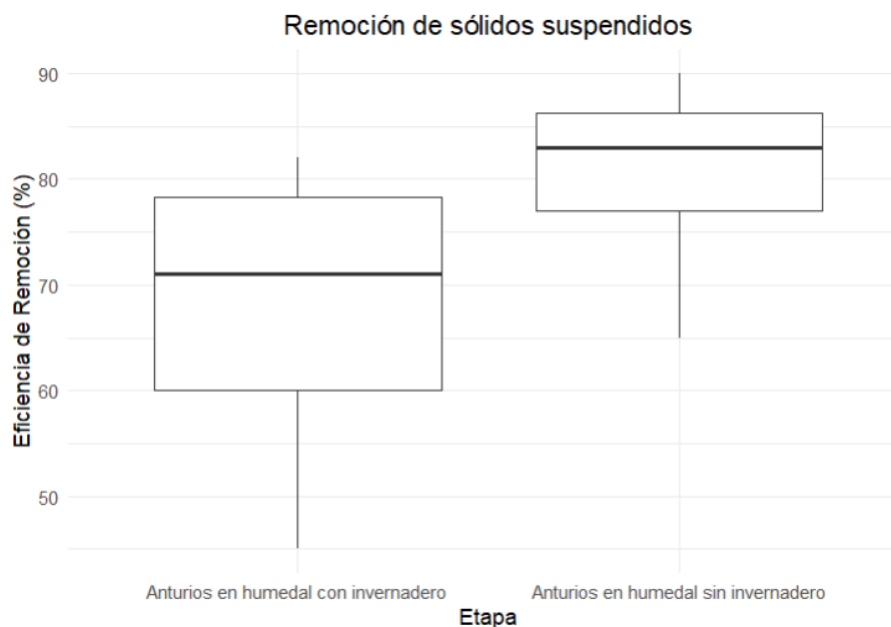 Remoción de sólidos suspendidos
Eficiencia de Remoción (%)
90
80
70
60
50
Anturios en humedal con invernadero
Anturios en humedal sin invernadero
Etapa